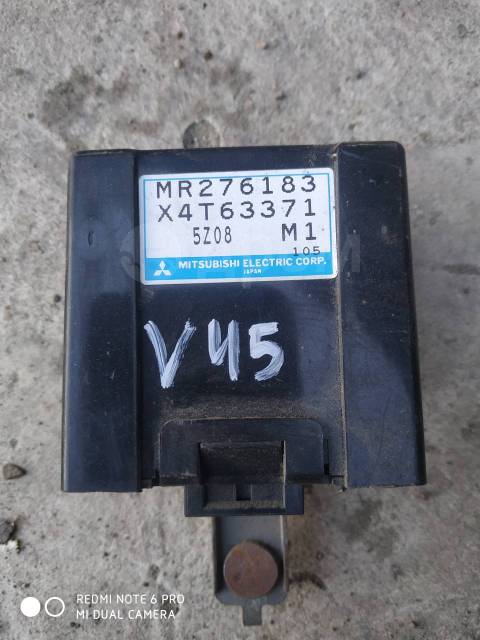 MR276183
X4T63371
5Z08 M1
105
MITSUBISHI ELECTRIC CORP.
JAPAN
V45
REDMI NOTE 6 PRO
MI DUAL CAMERA